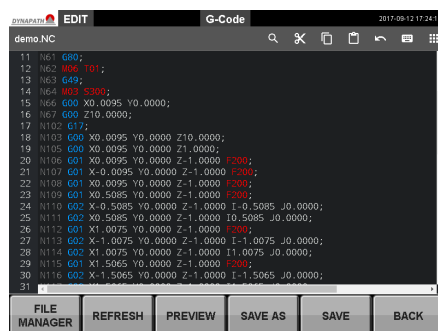 DYNAPATH EDIT G-Code 2017-09-12 17:24:1
demo.NC
11 N61 G80;
12 N62 M06 T01;
13 N63 G49;
14 N64 M03 S300;
15 N66 G00 X0.0095 Y0.0000;
16 N67 G00 Z10.0000;
17 N102 G17;
18 N103 G00 X0.0095 Y0.0000 Z10.0000;
19 N105 G00 X0.0095 Y0.0000 Z1.0000;
20 N106 G01 X0.0095 Y0.0000 Z-1.0000 F200;
21 N107 G01 X-0.0095 Y0.0000 Z-1.0000 F200;
22 N108 G01 X0.0095 Y0.0000 Z-1.0000 F200;
23 N109 G01 X0.5085 Y0.0000 Z-1.0000 F200;
24 N110 G02 X-0.5085 Y0.0000 Z-1.0000 I-0.5085 J0.0000;
25 N111 G02 X0.5085 Y0.0000 Z-1.0000 I0.5085 J0.0000;
26 N112 G01 X1.0075 Y0.0000 Z-1.0000 F200;
27 N113 G02 X-1.0075 Y0.0000 Z-1.0000 I-1.0075 J0.0000;
28 N114 G02 X1.0075 Y0.0000 Z-1.0000 I1.0075 J0.0000;
29 N115 G01 X1.5065 Y0.0000 Z-1.0000 F200;
30 N116 G02 X-1.5065 Y0.0000 Z-1.0000 I-1.5065 J0.0000;
31
FILE MANAGER REFRESH PREVIEW SAVE AS SAVE BACK